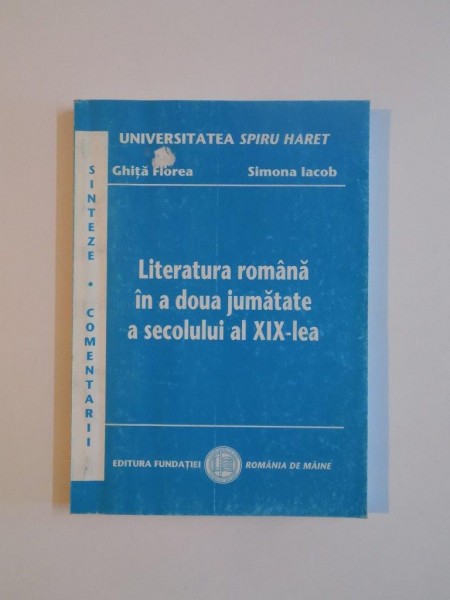 UNIVERSITATEA SPIRU HARET
Ghiță Florea Simona Iacob
SINTEZE • COMENTARII
Literatura română
în a doua jumătate
a secolului al XIX-lea
EDITURA FUNDAȚIEI ROMÂNIA DE MÂINE